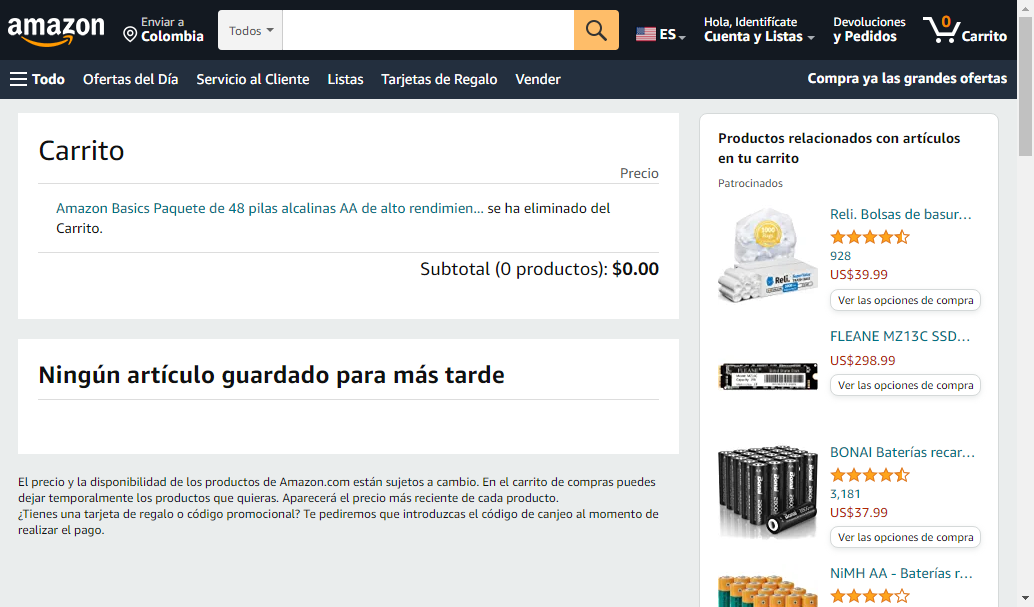 amazon
Enviar a
Colombia
Todos
ES
Hola, Identifícate
Cuenta y Listas
Devoluciones
y Pedidos
0
Carrito
Todo
Ofertas del Día
Servicio al Cliente
Listas
Tarjetas de Regalo
Vender
Compra ya las grandes ofertas
Carrito
Precio
Amazon Basics Paquete de 48 pilas alcalinas AA de alto rendimien... se ha eliminado del
Carrito.
Subtotal (0 productos): $0.00
Ningún artículo guardado para más tarde
El precio y la disponibilidad de los productos de Amazon.com están sujetos a cambio. En el carrito de compras puedes
dejar temporalmente los productos que quieras. Aparecerá el precio más reciente de cada producto.
¿Tienes una tarjeta de regalo o código promocional? Te pediremos que introduzcas el código de canjeo al momento de
realizar el pago.
Productos relacionados con artículos
en tu carrito
Patrocinados
Reli.
Reli. Bolsas de basur...
928
US$39.99
Ver las opciones de compra
FLEANE MZ13C SSD...
US$298.99
Ver las opciones de compra
BONAI Baterías recar...
3,181
US$37.99
Ver las opciones de compra
NiMH AA - Baterías r...